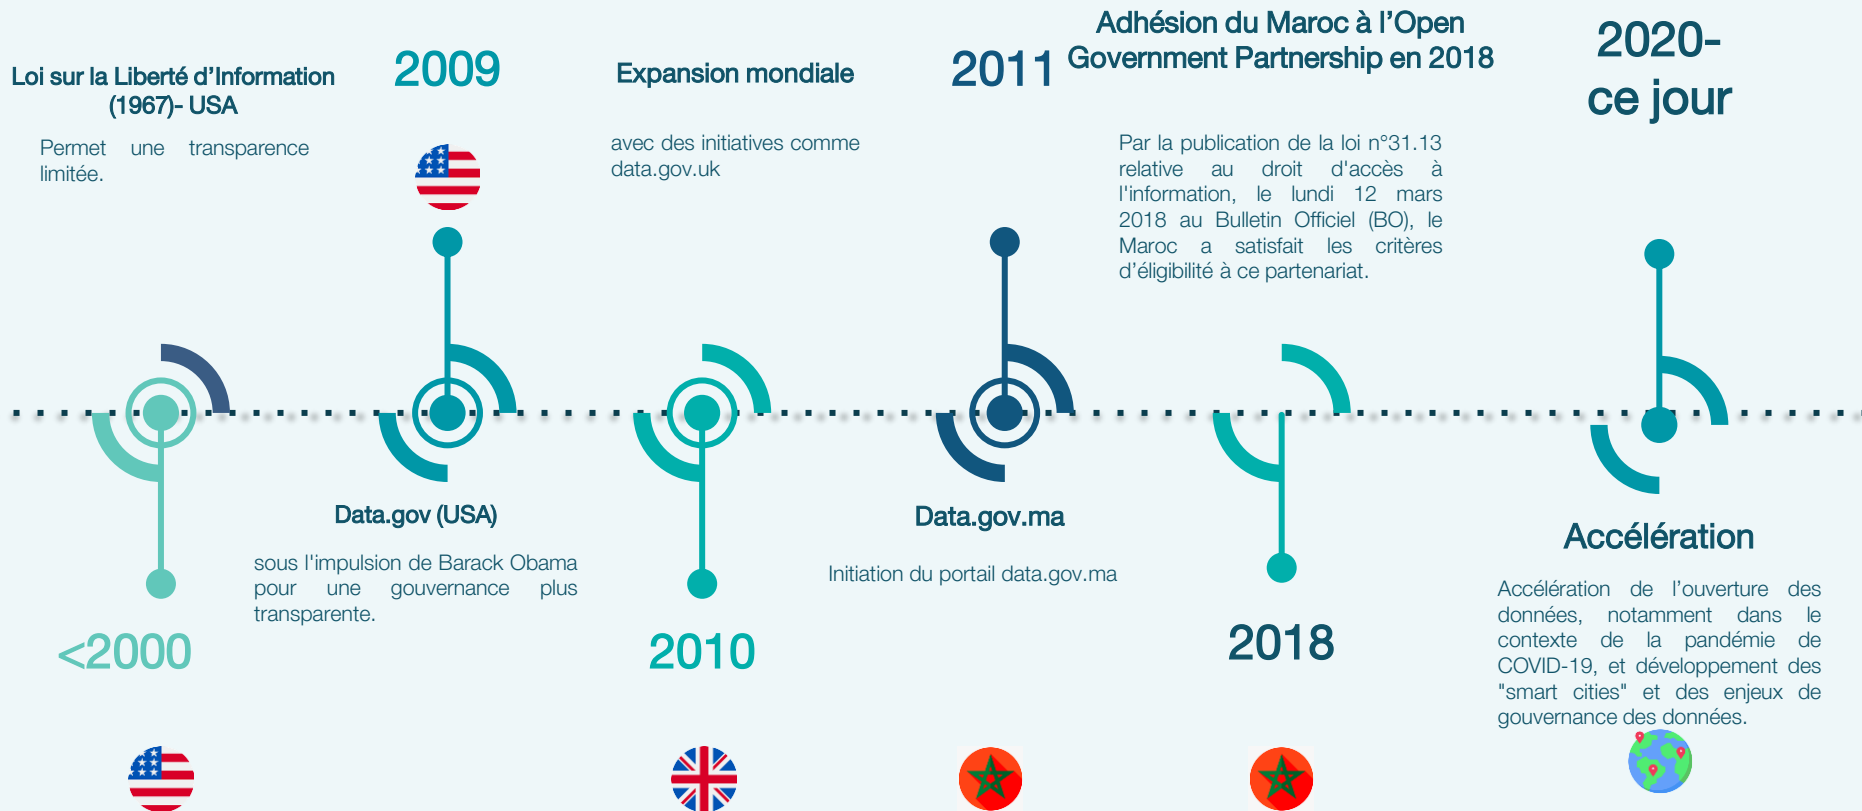 Loi sur la Liberté d’Information
(1967)- USA
Permet une transparence
limitée.
<2000
2009
Data.gov (USA)
sous l'impulsion de Barack Obama
pour une gouvernance plus
transparente.
Expansion mondiale
avec des initiatives comme
data.gov.uk
2010
2011
Data.gov.ma
Initiation du portail data.gov.ma
Adhésion du Maroc à l’Open
Government Partnership en 2018
Par la publication de la loi n°31.13
relative au droit d'accès à
l'information, le lundi 12 mars
2018 au Bulletin Officiel (BO), le
Maroc a satisfait les critères
d’éligibilité à ce partenariat.
2018
2020-
ce jour
Accélération
Accélération de l’ouverture des
données, notamment dans le
contexte de la pandémie de
COVID-19, et développement des
"smart cities" et des enjeux de
gouvernance des données.